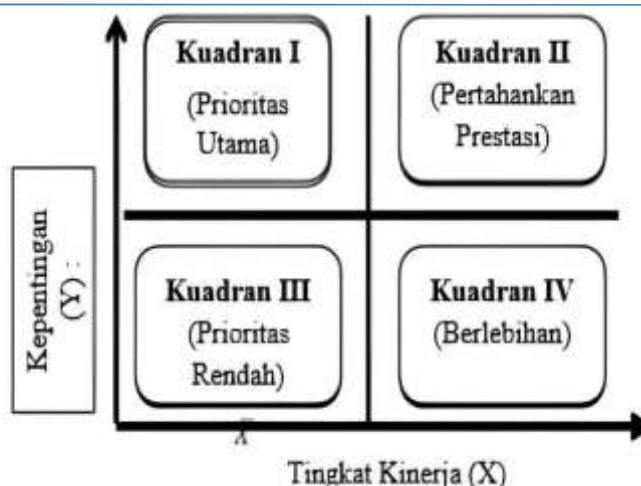 Kuadran I
(Prioritas
Utama)
Kuadran II
(Pertahankan
Prestasi)
Kepentingan
(Y) :
Kuadran III
(Prioritas
Rendah)
Kuadran IV
(Berlebihan)
X
Tingkat Kinerja (X)